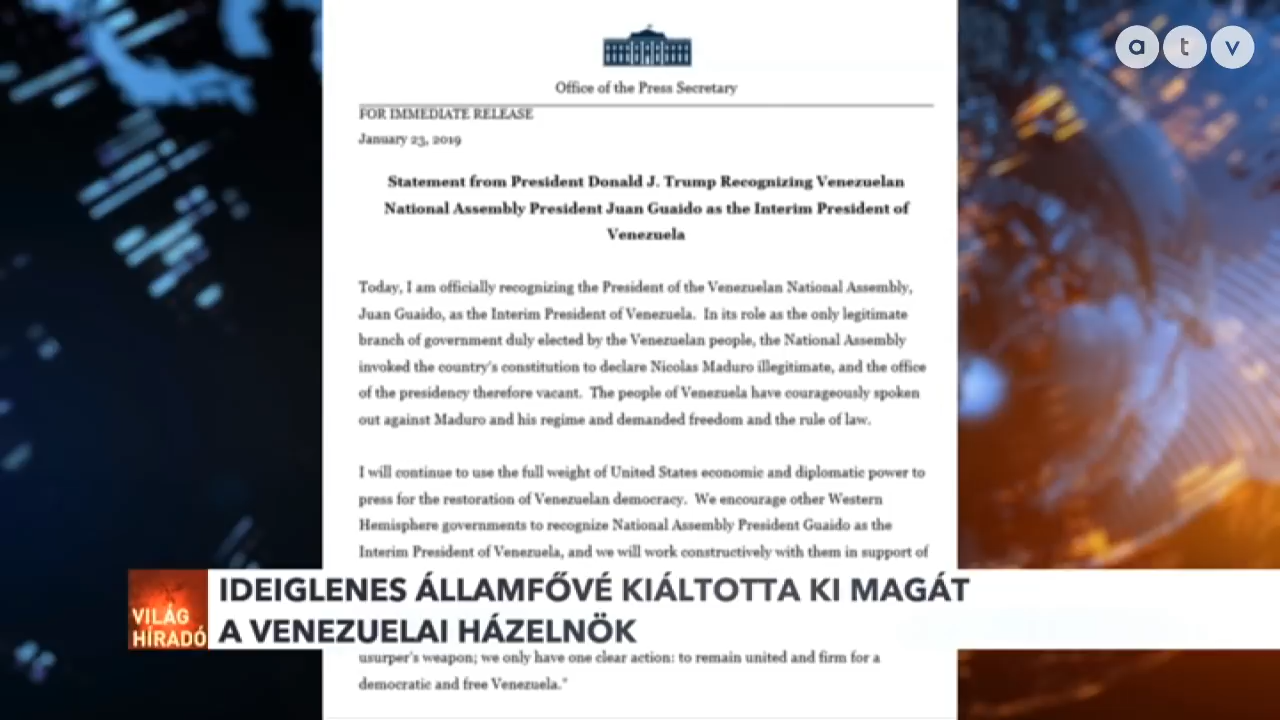 a t v
Office of the Press Secretary
FOR IMMEDIATE RELEASE
January 23, 2019
Statement from President Donald J. Trump Recognizing Venezuelan
National Assembly President Juan Guaido as the Interim President of
Venezuela
Today, I am officially recognizing the President of the Venezuelan National Assembly,
Juan Guaido, as the Interim President of Venezuela.  In its role as the only legitimate
branch of government duly elected by the Venezuelan people, the National Assembly
invoked the country's constitution to declare Nicolas Maduro illegitimate, and the office
of the presidency therefore vacant.  The people of Venezuela have courageously spoken
out against Maduro and his regime and demanded freedom and the rule of law.
I will continue to use the full weight of United States economic and diplomatic power to
press for the restoration of Venezuelan democracy.  We encourage other Western
Hemisphere governments to recognize National Assembly President Guaido as the
Interim President of Venezuela, and we will work constructively with them in support of
VILÁG
HÍRADÓ
IDEIGLENES ÁLLAMFŐVÉ KIÁLTOTTA KI MAGÁT
A VENEZUELAI HÁZELNÖK
usurper's weapon; we only have one clear action: to remain united and firm for a
democratic and free Venezuela."